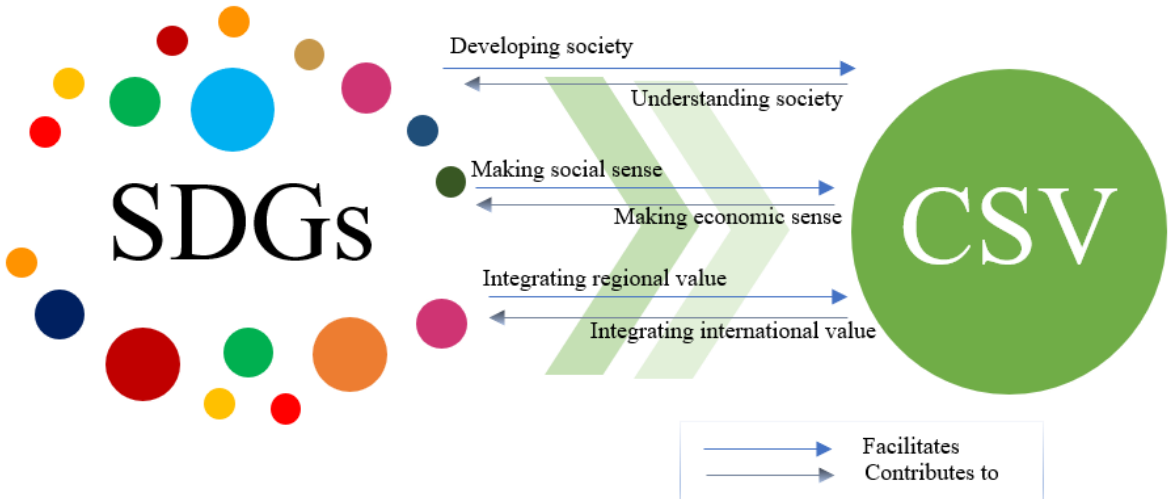 Developing society
Understanding society
SDGs
Making social sense
Making economic sense
CSV
Integrating regional value
Integrating international value
Facilitates
Contributes to